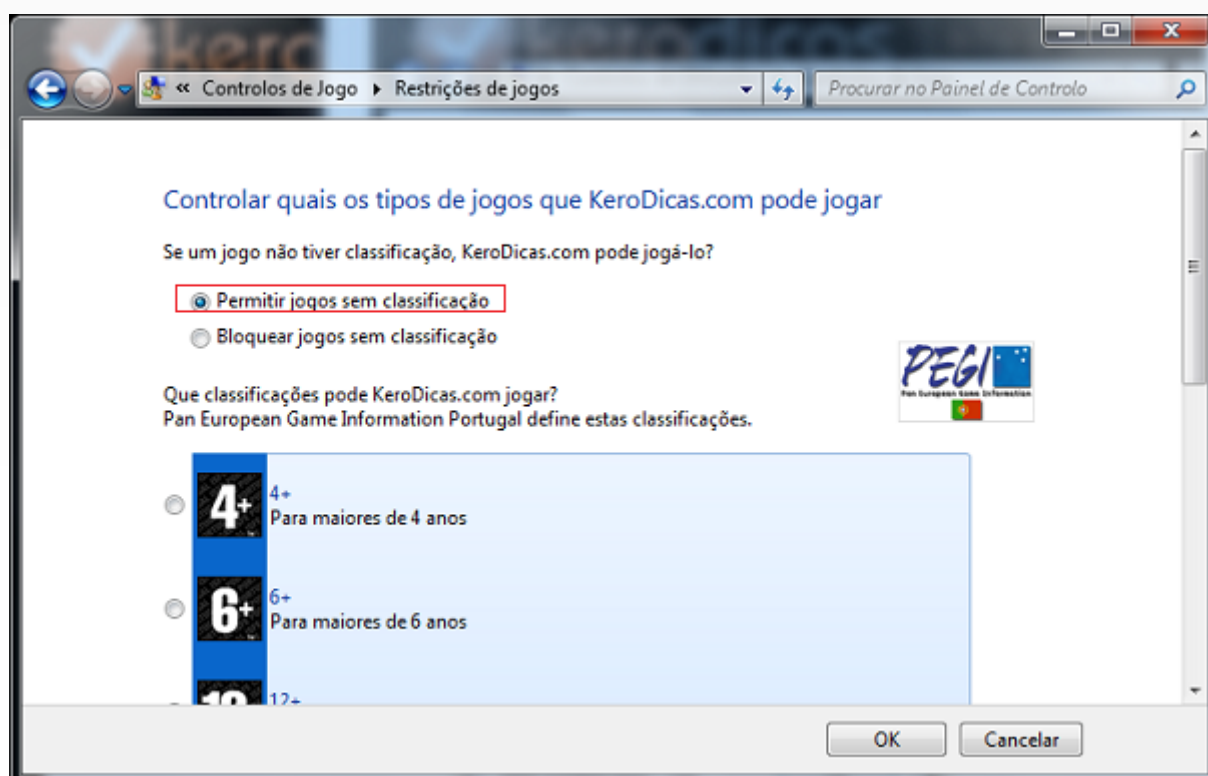 kero
kerodicas
« Controlos de Jogo ▸ Restrições de jogos
Procurar no Painel de Controlo
Controlar quais os tipos de jogos que KeroDicas.com pode jogar
Se um jogo não tiver classificação, KeroDicas.com pode jogá-lo?
Permitir jogos sem classificação
Bloquear jogos sem classificação
PEGI
Pan European Game Information
Que classificações pode KeroDicas.com jogar?
Pan European Game Information Portugal define estas classificações.
4+
4+
Para maiores de 4 anos
6+
6+
Para maiores de 6 anos
12+
OK
Cancelar